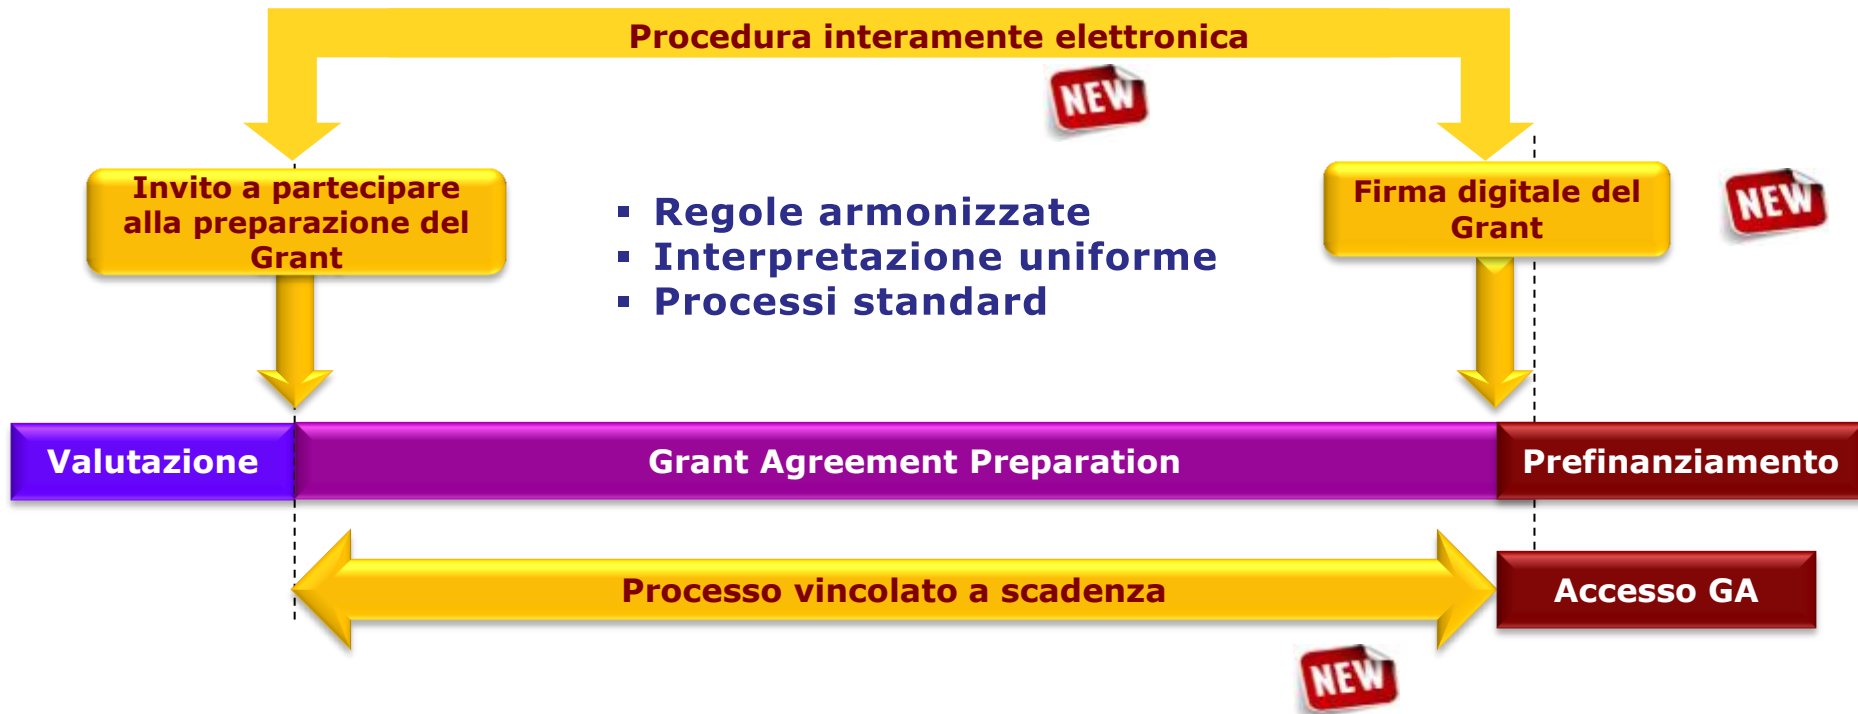 Procedura interamente elettronica
NEW
Invito a partecipare
alla preparazione del
Grant
▪ Regole armonizzate
▪ Interpretazione uniforme
▪ Processi standard
Firma digitale del
Grant
NEW
Valutazione
Grant Agreement Preparation
Prefinanziamento
Processo vincolato a scadenza
Accesso GA
NEW